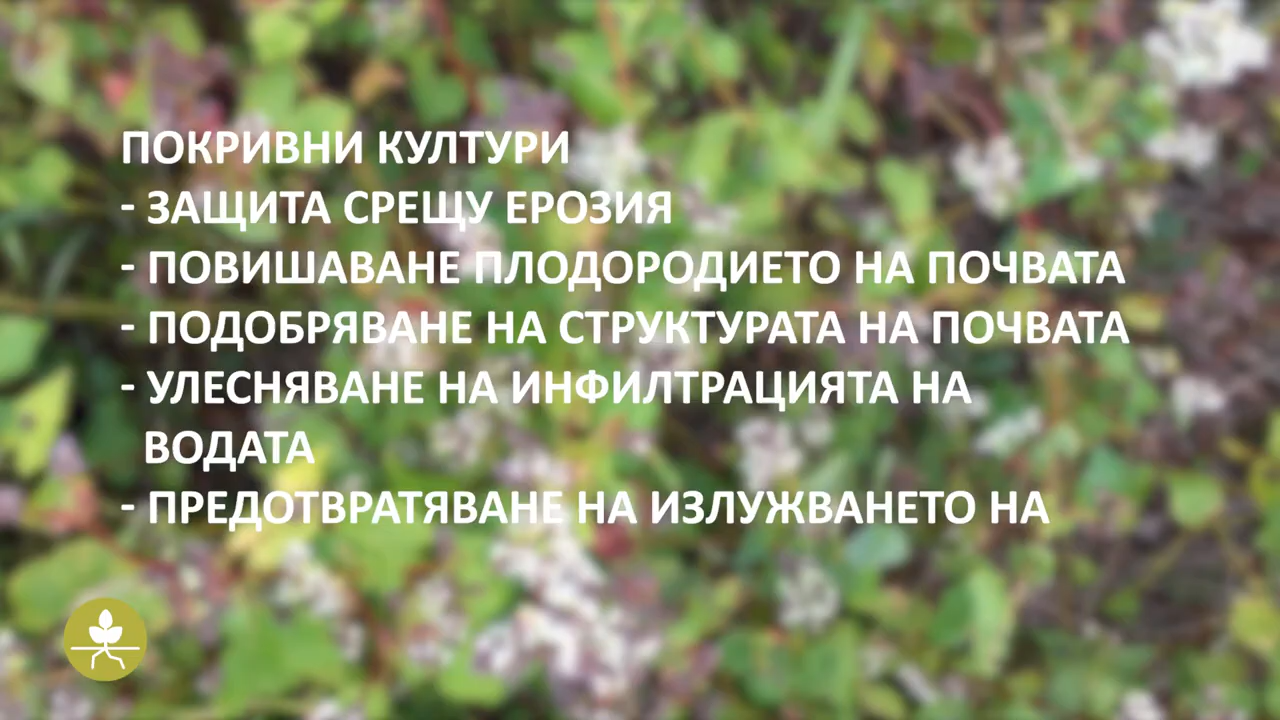 ПОКРИВНИ КУЛТУРИ
- ЗАЩИТА СРЕЩУ ЕРОЗИЯ
- ПОВИШАВАНЕ ПЛОДОРОДИЕТО НА ПОЧВАТА
- ПОДОБРЯВАНЕ НА СТРУКТУРАТА НА ПОЧВАТА
- УЛЕСНЯВАНЕ НА ИНФИЛТРАЦИЯТА НА
ВОДАТА
- ПРЕДОТВРАТЯВАНЕ НА ИЗЛУЖВАНЕТО НА